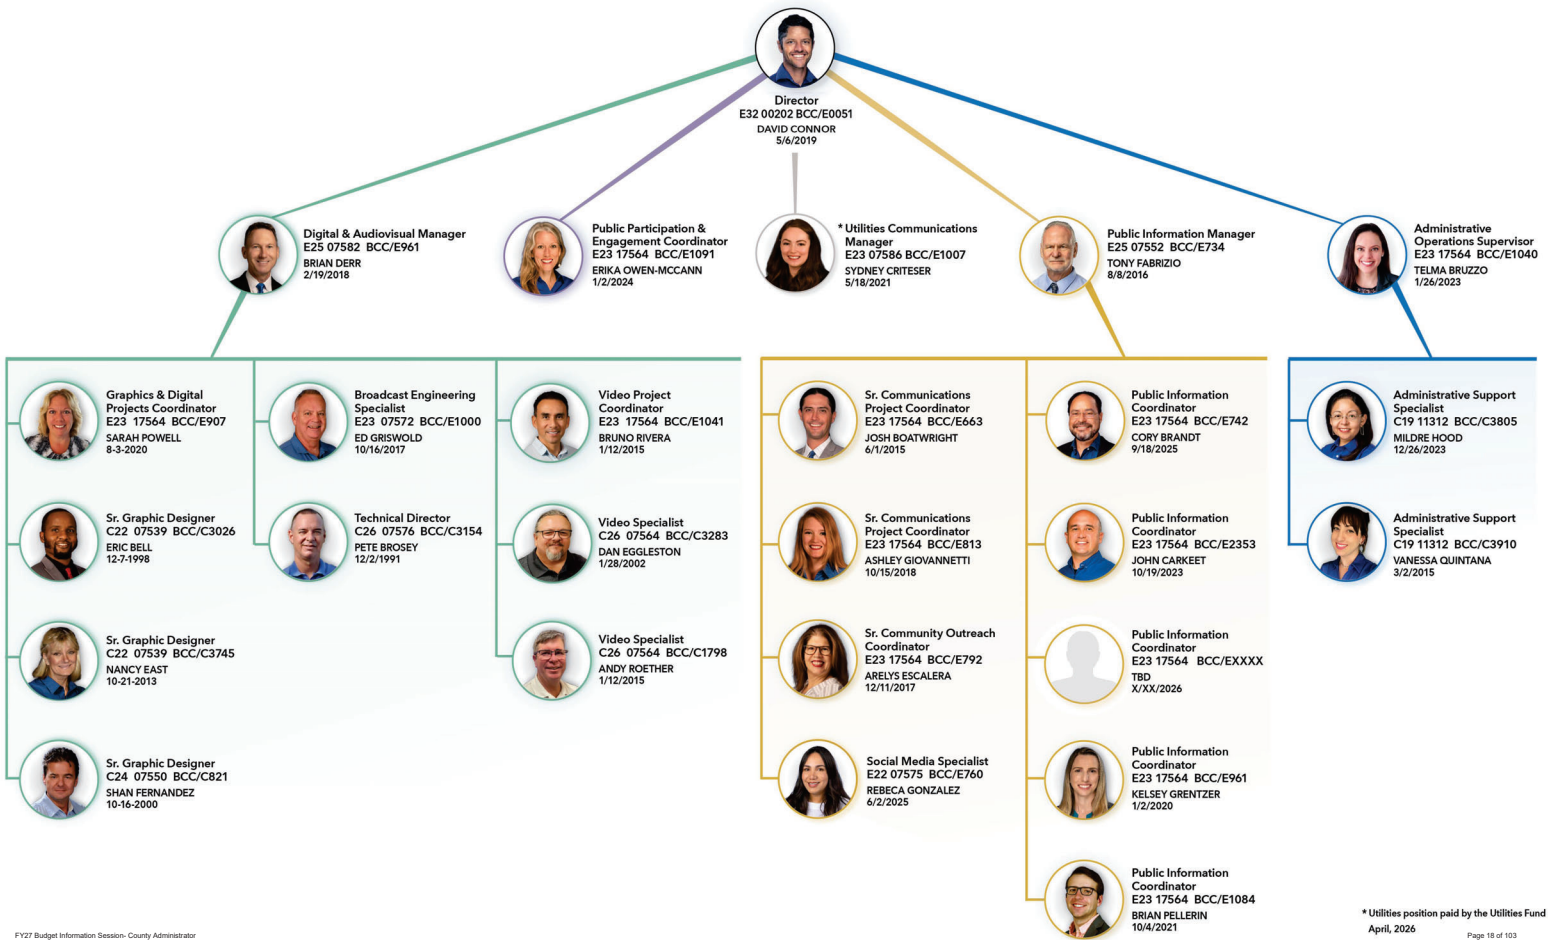 Director
E32 00202 BCC/E0051
DAVID CONNOR
5/6/2019
Digital & Audiovisual Manager
E25 07582 BCC/E961
BRIAN DERR
2/19/2018
Public Participation &
Engagement Coordinator
E23 17564 BCC/E1091
ERIKA OWEN-MCCANN
1/2/2024
* Utilities Communications
Manager
E23 07586 BCC/E1007
SYDNEY CRITESER
5/18/2021
Public Information Manager
E25 07552 BCC/E734
TONY FABRIZIO
8/8/2016
Administrative
Operations Supervisor
E23 17564 BCC/E1040
TELMA BRUZZO
1/26/2023
Graphics & Digital
Projects Coordinator
E23 17564 BCC/E907
SARAH POWELL
8-3-2020
Sr. Graphic Designer
C22 07539 BCC/C3026
ERIC BELL
12-7-1998
Sr. Graphic Designer
C22 07539 BCC/C3745
NANCY EAST
10-21-2013
Sr. Graphic Designer
C24 07550 BCC/C821
SHAN FERNANDEZ
10-16-2000
Broadcast Engineering
Specialist
E23 07572 BCC/E1000
ED GRISWOLD
10/16/2017
Technical Director
C26 07576 BCC/C3154
PETE BROSEY
12/2/1991
Video Project
Coordinator
E23 17564 BCC/E1041
BRUNO RIVERA
1/12/2015
Video Specialist
C26 07564 BCC/C3283
DAN EGGLESTON
1/28/2002
Video Specialist
C26 07564 BCC/C1798
ANDY ROETHER
1/12/2015
Sr. Communications
Project Coordinator
E23 17564 BCC/E663
JOSH BOATWRIGHT
6/1/2015
Sr. Communications
Project Coordinator
E23 17564 BCC/E813
ASHLEY GIOVANNETTI
10/15/2018
Sr. Community Outreach
Coordinator
E23 17564 BCC/E792
ARELYS ESCALERA
12/11/2017
Social Media Specialist
E22 07575 BCC/E760
REBECA GONZALEZ
6/2/2025
Public Information
Coordinator
E23 17564 BCC/E742
CORY BRANDT
9/18/2025
Public Information
Coordinator
E23 17564 BCC/E2353
JOHN CARKEET
10/19/2023
Public Information
Coordinator
E23 17564 BCC/EXXXX
TBD
X/XX/2026
Public Information
Coordinator
E23 17564 BCC/E961
KELSEY GRENTZER
1/2/2020
Public Information
Coordinator
E23 17564 BCC/E1084
BRIAN PELLERIN
10/4/2021
Administrative Support
Specialist
C19 11312 BCC/C3805
MILDRE HOOD
12/26/2023
Administrative Support
Specialist
C19 11312 BCC/C3910
VANESSA QUINTANA
3/2/2015
* Utilities position paid by the Utilities Fund
April, 2026
FY27 Budget Information Session- County Administrator
Page 18 of 103